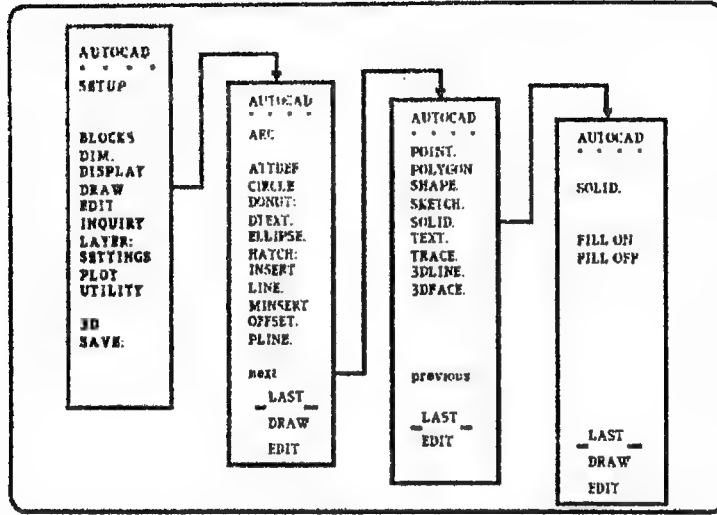 AUTOCAD
* * * *
SETUP
BLOCKS
DIM.
DISPLAY
DRAW
EDIT
INQUIRY
LAYER:
SETTINGS
PLOT
UTILITY
3D
SAVE:
AUTOCAD
* * * *
ARC
ATTDEF
CIRCLE
DONUT:
DTEXT.
ELLIPSE.
HATCH:
INSERT
LINE.
MINSERT
OFFSET.
PLINE.
next
_ LAST _
DRAW
EDIT
AUTOCAD
* * * *
POINT.
POLYGON
SHAPE.
SKETCH.
SOLID.
TEXT.
TRACE.
3DLINE.
3DFACE.
previous
_ LAST _
EDIT
AUTOCAD
* * * *
SOLID.
FILL ON
FILL OFF
_ LAST _
DRAW
EDIT